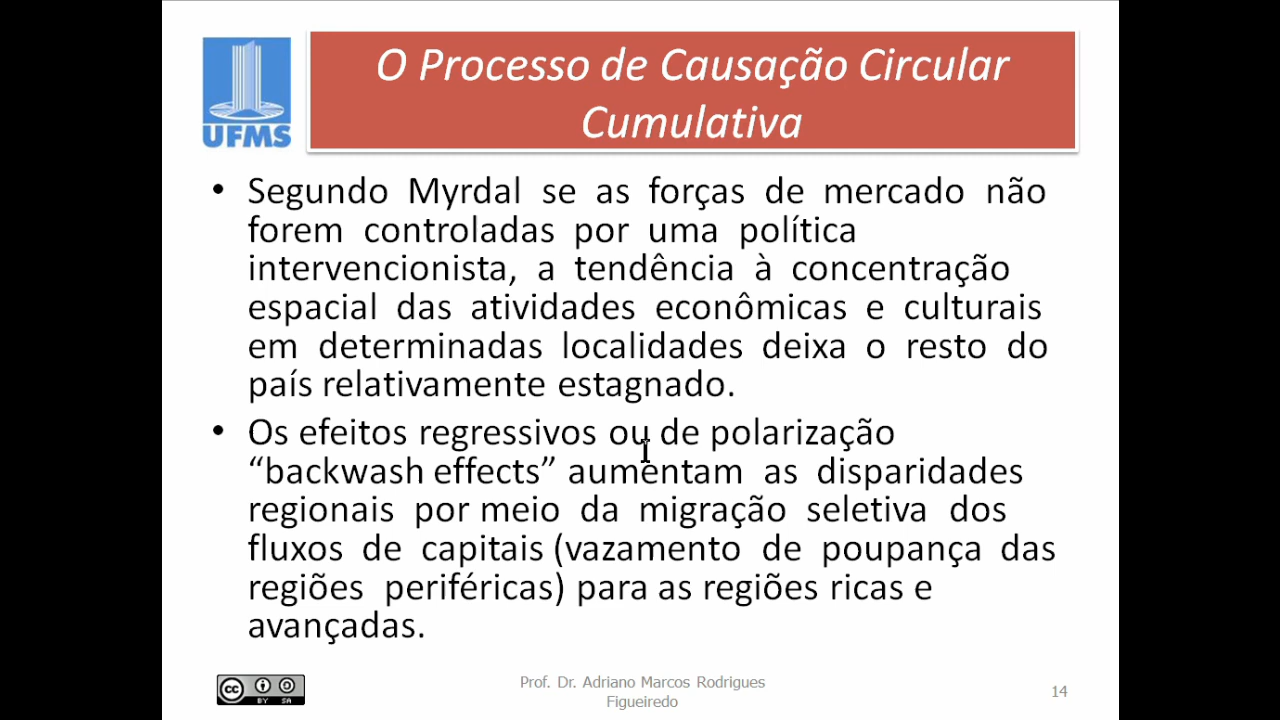 O Processo de Causação Circular
Cumulativa
UFMS
• Segundo Myrdal se as forças de mercado não
forem controladas por uma política
intervencionista, a tendência à concentração
espacial das atividades econômicas e culturais
em determinadas localidades deixa o resto do
país relativamente estagnado.
• Os efeitos regressivos ou de polarização
“backwash effects” aumentam as disparidades
regionais por meio da migração seletiva dos
fluxos de capitais (vazamento de poupança das
regiões periféricas) para as regiões ricas e
avançadas.
cc BY SA
Prof. Dr. Adriano Marcos Rodrigues
Figueiredo
14